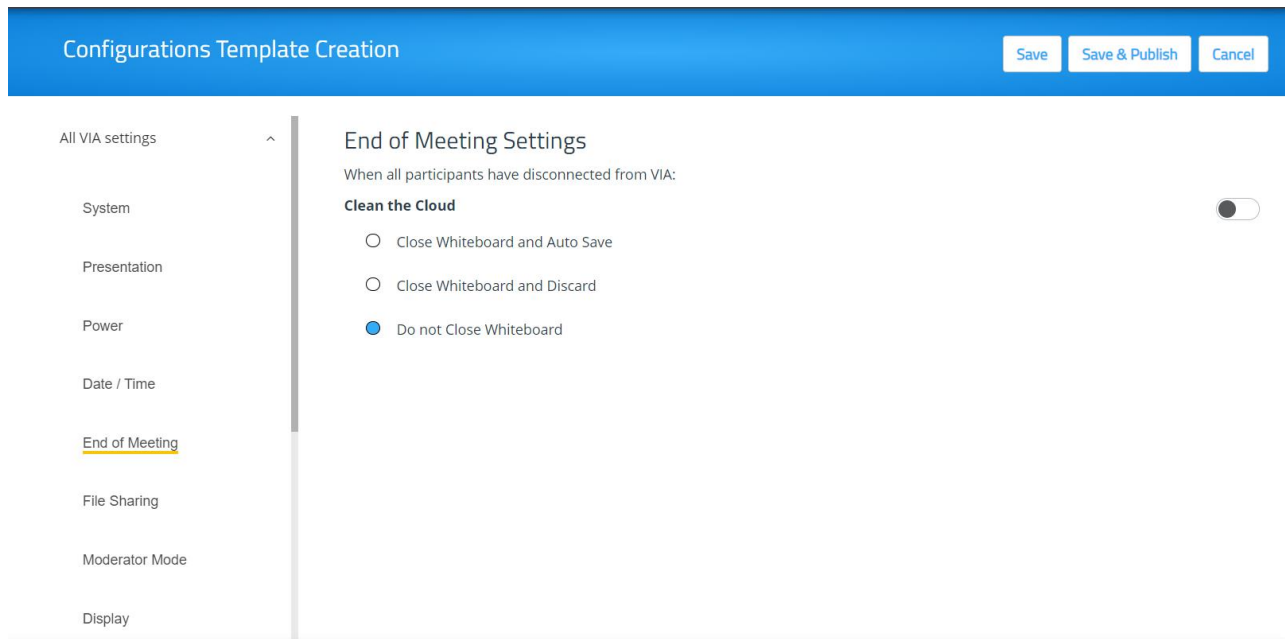 Configurations Template Creation
Save
Save & Publish
Cancel
All VIA settings
System
Presentation
Power
Date / Time
End of Meeting
File Sharing
Moderator Mode
Display
End of Meeting Settings
When all participants have disconnected from VIA:
Clean the Cloud
Close Whiteboard and Auto Save
Close Whiteboard and Discard
Do not Close Whiteboard